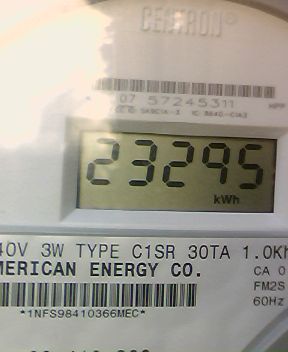 CENTRON®
07 57245311
23295
kWh
40V 3W TYPE C1SR 30TA 1.0Kh
MERICAN ENERGY CO.
CA 0
FM2S
60Hz
*1NFS98410366MEC*